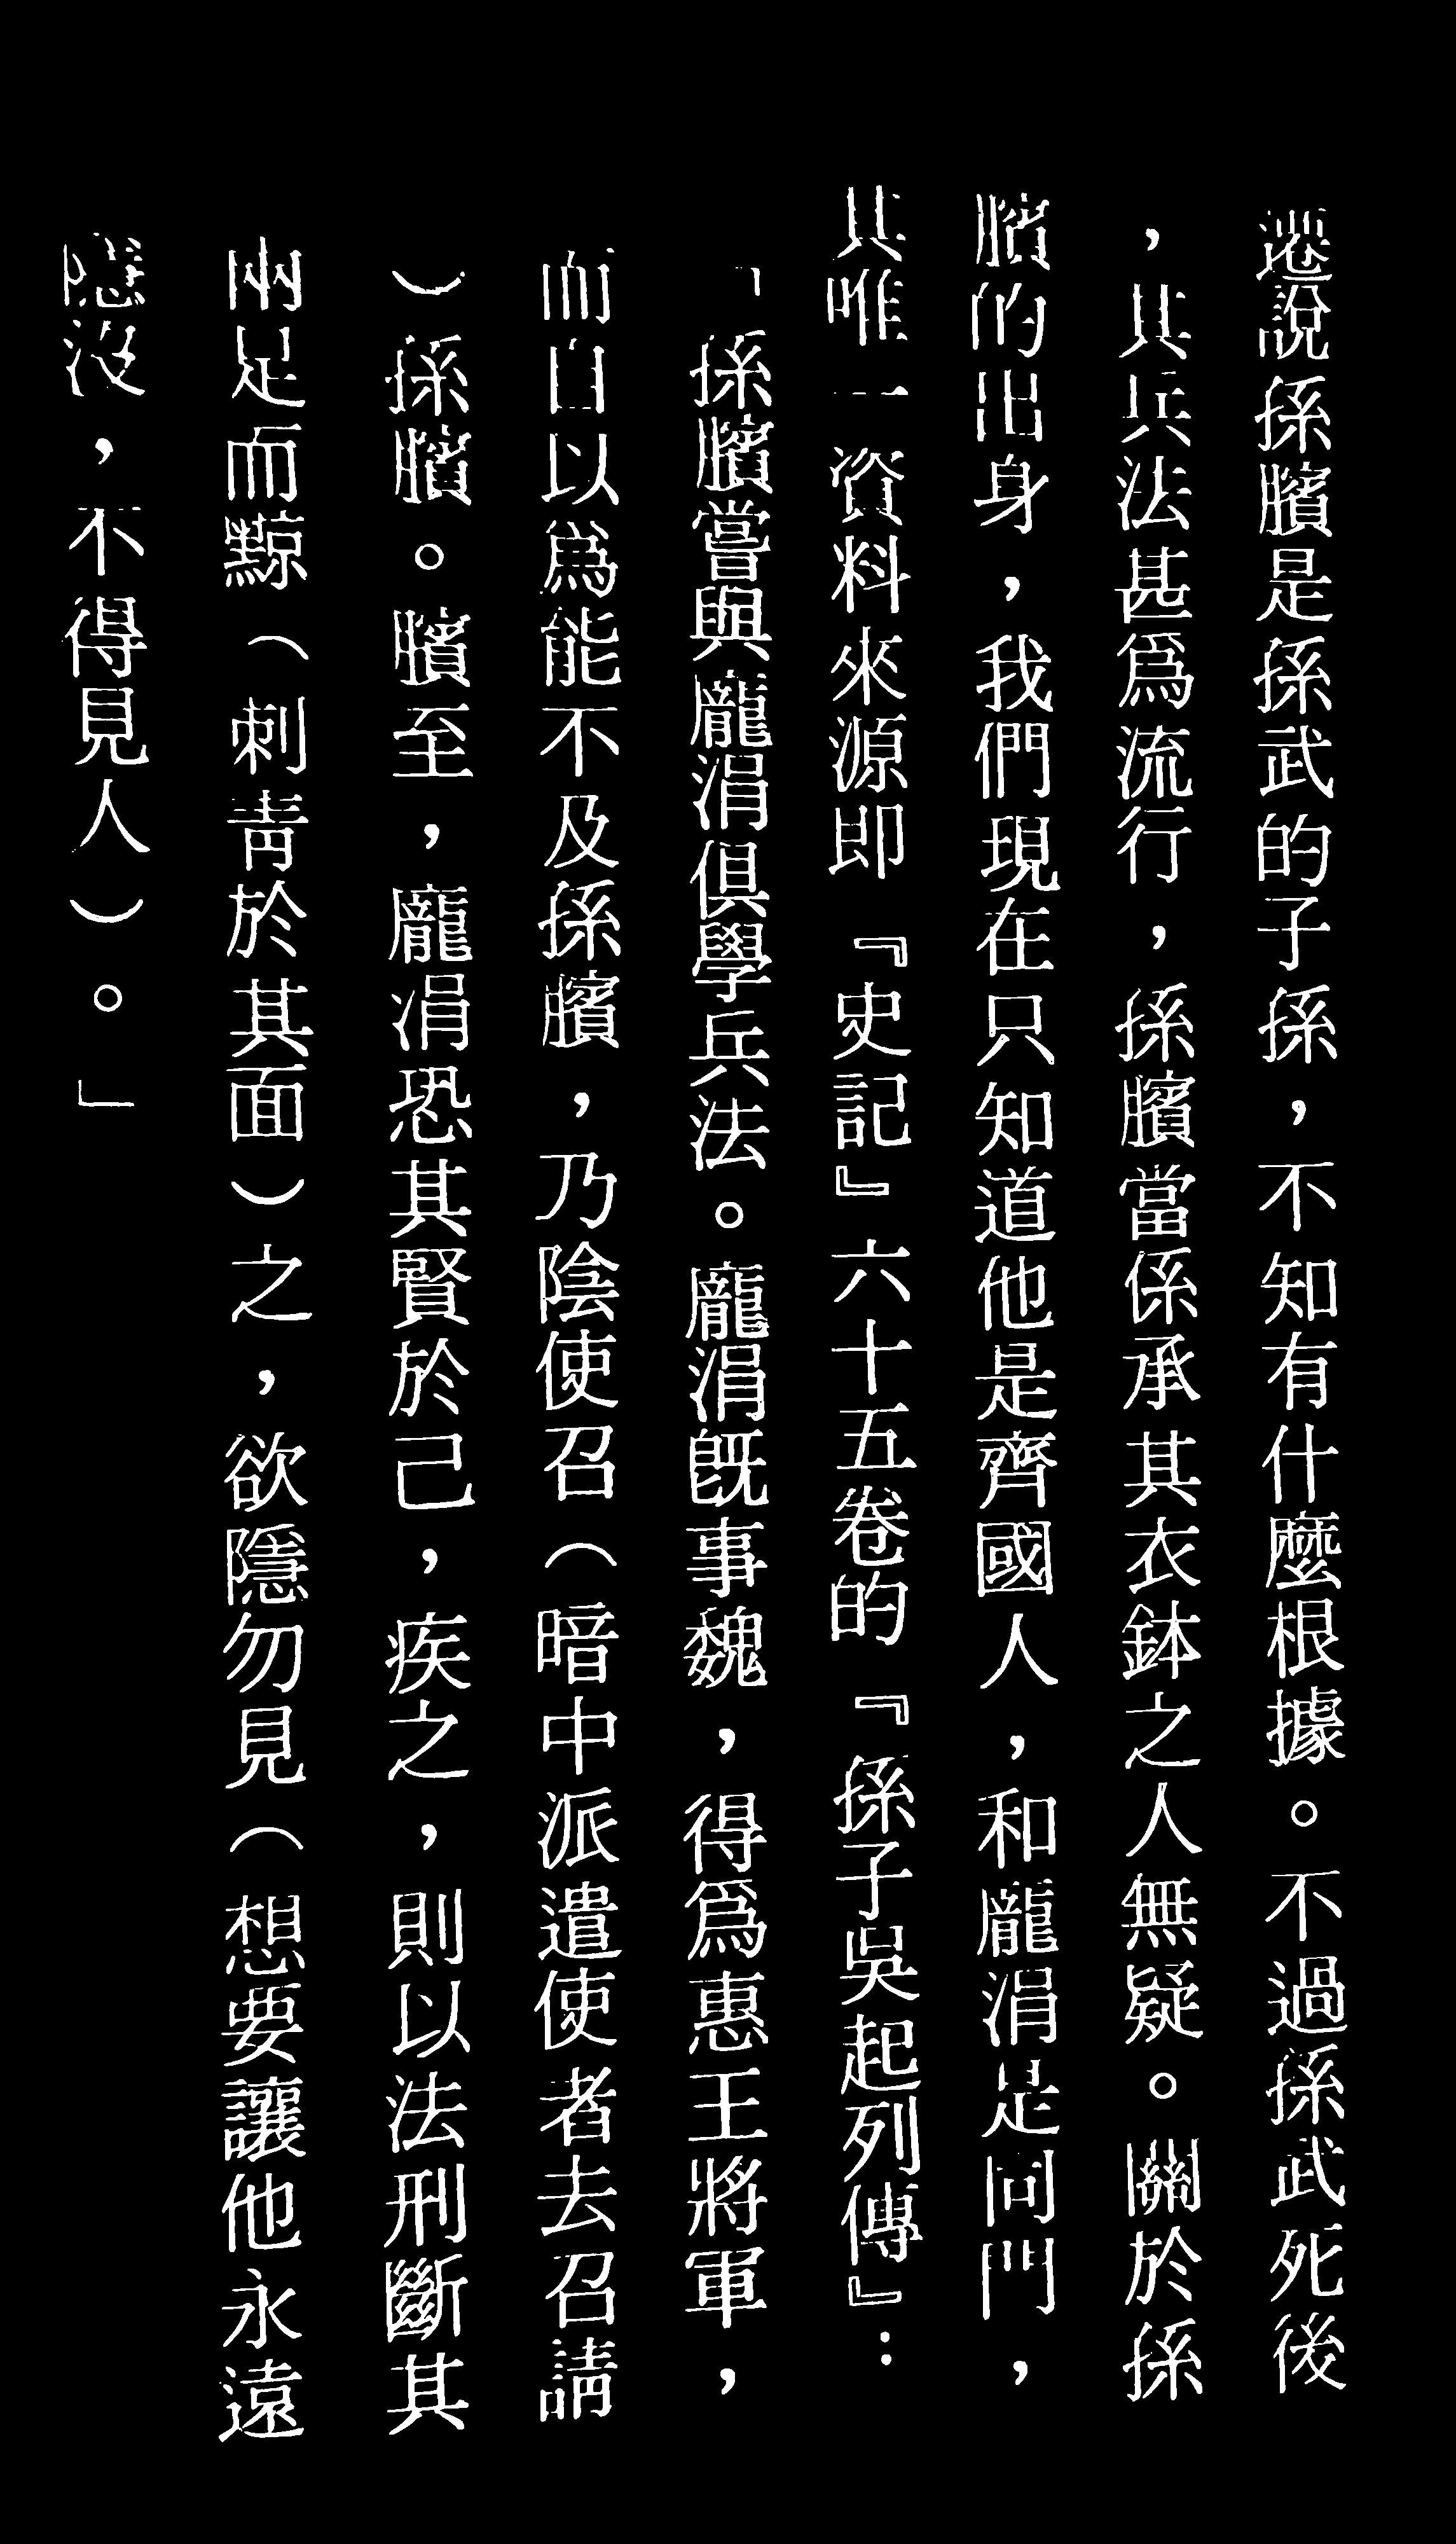 遷說孫臏是孫武的子孫，不知有什麼根據。不過孫武死後
，其兵法甚爲流行，孫臏當係承其衣鉢之人無疑。關於孫
臏的出身，我們現在只知道他是齊國人，和龐涓是同門，
其唯一資料來源即『史記』六十五卷的『孫子吳起列傳』：
「孫臏嘗與龐涓俱學兵法。龐涓旣事魏，得爲惠王將軍，
而自以爲能不及孫臏，乃陰使召（暗中派遣使者去召請
）孫臏。臏至，龐涓恐其賢於己，疾之，則以法刑斷其
兩足而黥（刺靑於其面）之，欲隱勿見（想要讓他永遠
隱沒，不得見人）。」